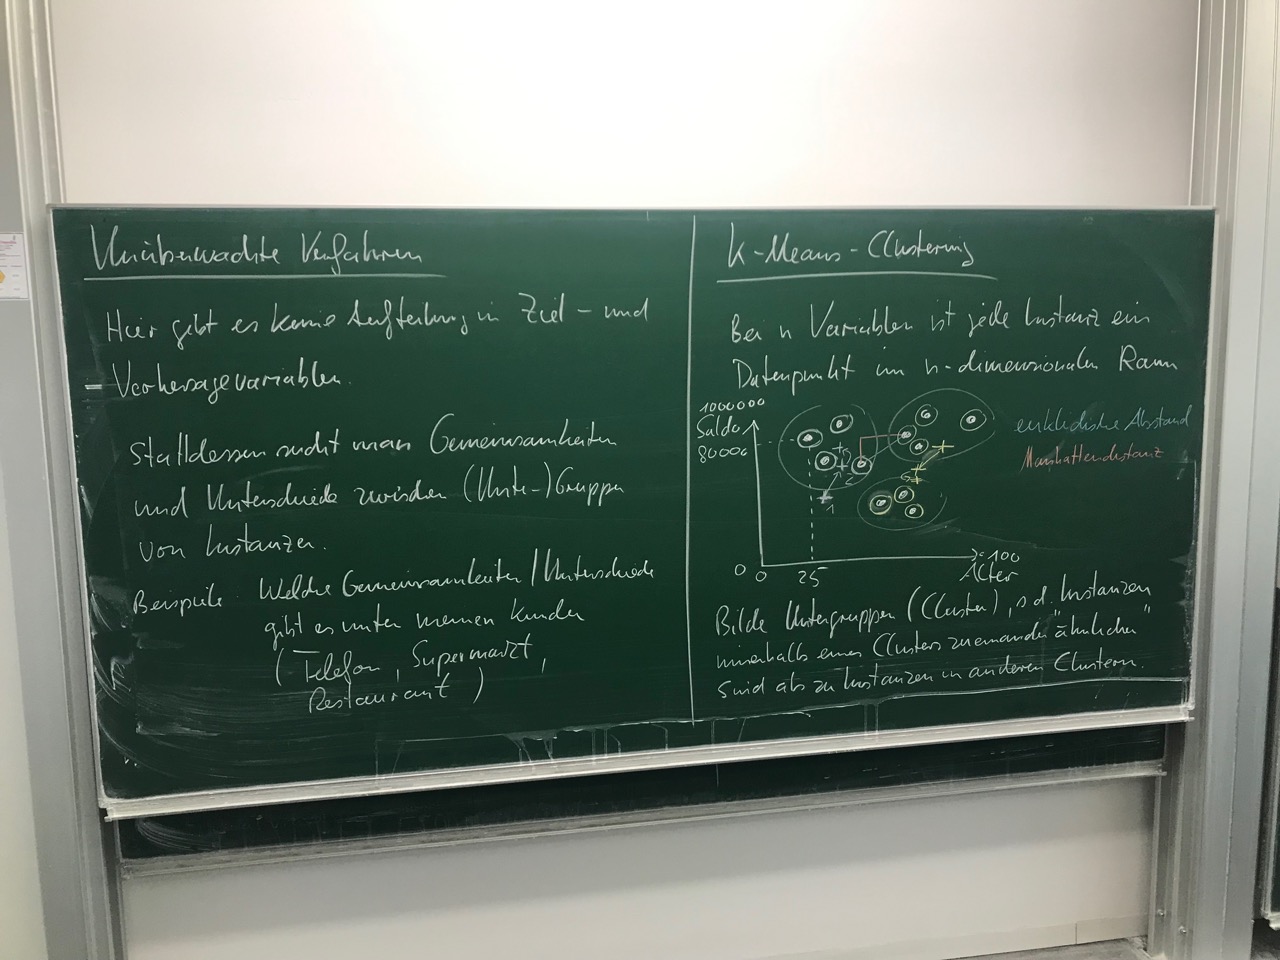 Unüberwachte Verfahren
Hier gibt es keine Aufteilung in Ziel- und
Vorhersagevariablen.
Stattdessen sucht man Gemeinsamkeiten
und Unterschiede zwischen (Unter-)Gruppen
von Instanzen.
Beispiele: Welche Gemeinsamkeiten/Unterschiede
gibt es unter meinen Kunden
(Telefon, Supermarkt,
Restaurant)
k-Means-Clustering
Bei n Variablen ist jede Instanz ein
Datenpunkt im n-dimensionalen Raum
1000000
Saldo
80000
0
0
25
100
Alter
1
2
3
euklidische Abstand
Manhattendistanz
Bilde Untergruppen (Cluster), s.d. Instanzen
innerhalb eines Clusters zueinander "ähnlicher"
sind als zu Instanzen in anderen Clustern.